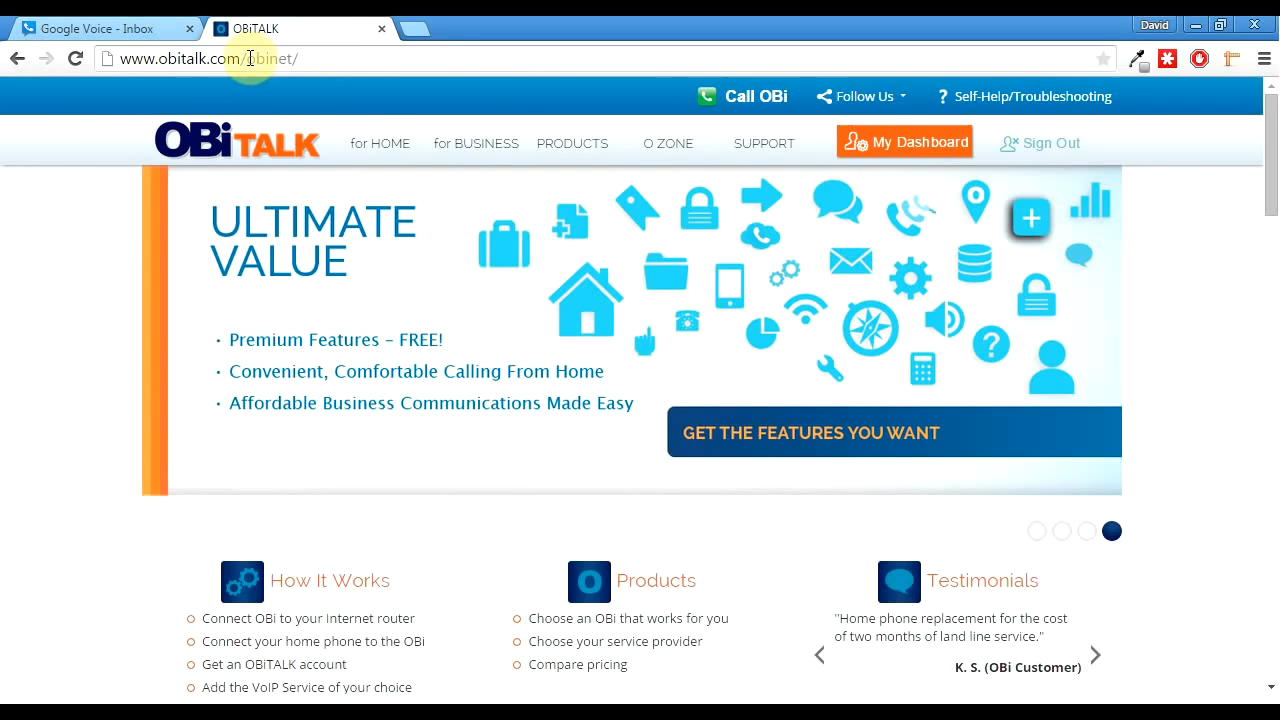 Google Voice - Inbox
OBiTALK
David
www.obitalk.com/obinet/
Call OBi
Follow Us
? Self-Help/Troubleshooting
OBiTALK
for HOME
for BUSINESS
PRODUCTS
O ZONE
SUPPORT
My Dashboard
Sign Out
ULTIMATE
VALUE
• Premium Features – FREE!
• Convenient, Comfortable Calling From Home
• Affordable Business Communications Made Easy
GET THE FEATURES YOU WANT
How It Works
Connect OBi to your Internet router
Connect your home phone to the OBi
Get an OBiTALK account
Add the VoIP Service of your choice
Products
Choose an OBi that works for you
Choose your service provider
Compare pricing
Testimonials
"Home phone replacement for the cost
of two months of land line service."
K. S. (OBi Customer)